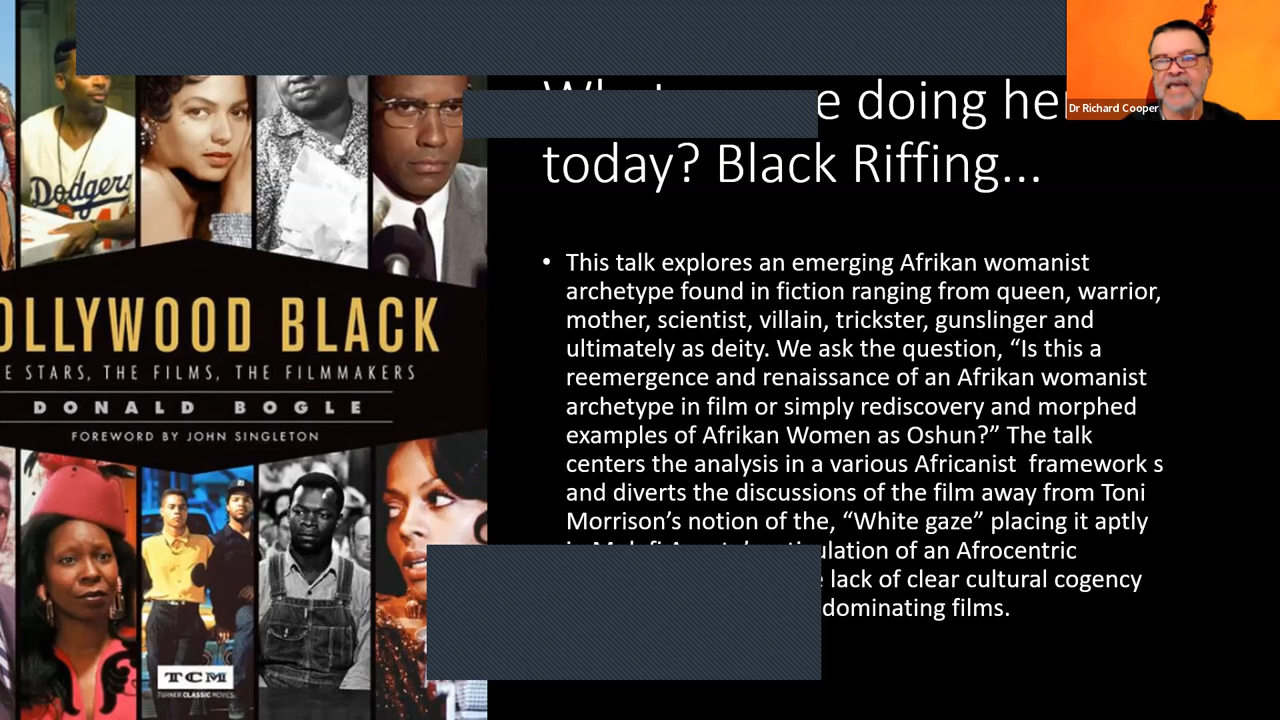 e doing he
today? Black Riffing...
Dr Richard Cooper
Dodgers
OLLYWOOD BLACK
E STARS, THE FILMS, THE FILMMAKERS
DONALD BOGLE
FOREWORD BY JOHN SINGLETON
TCM
TURNER CLASSIC MOVIES
• This talk explores an emerging Afrikan womanist
archetype found in fiction ranging from queen, warrior,
mother, scientist, villain, trickster, gunslinger and
ultimately as deity. We ask the question, “Is this a
reemergence and renaissance of an Afrikan womanist
archetype in film or simply rediscovery and morphed
examples of Afrikan Women as Oshun?” The talk
centers the analysis in a various Africanist  framework s
and diverts the discussions of the film away from Toni
Morrison’s notion of the, “White gaze” placing it aptly
ulation of an Afrocentric
lack of clear cultural cogency
dominating films.